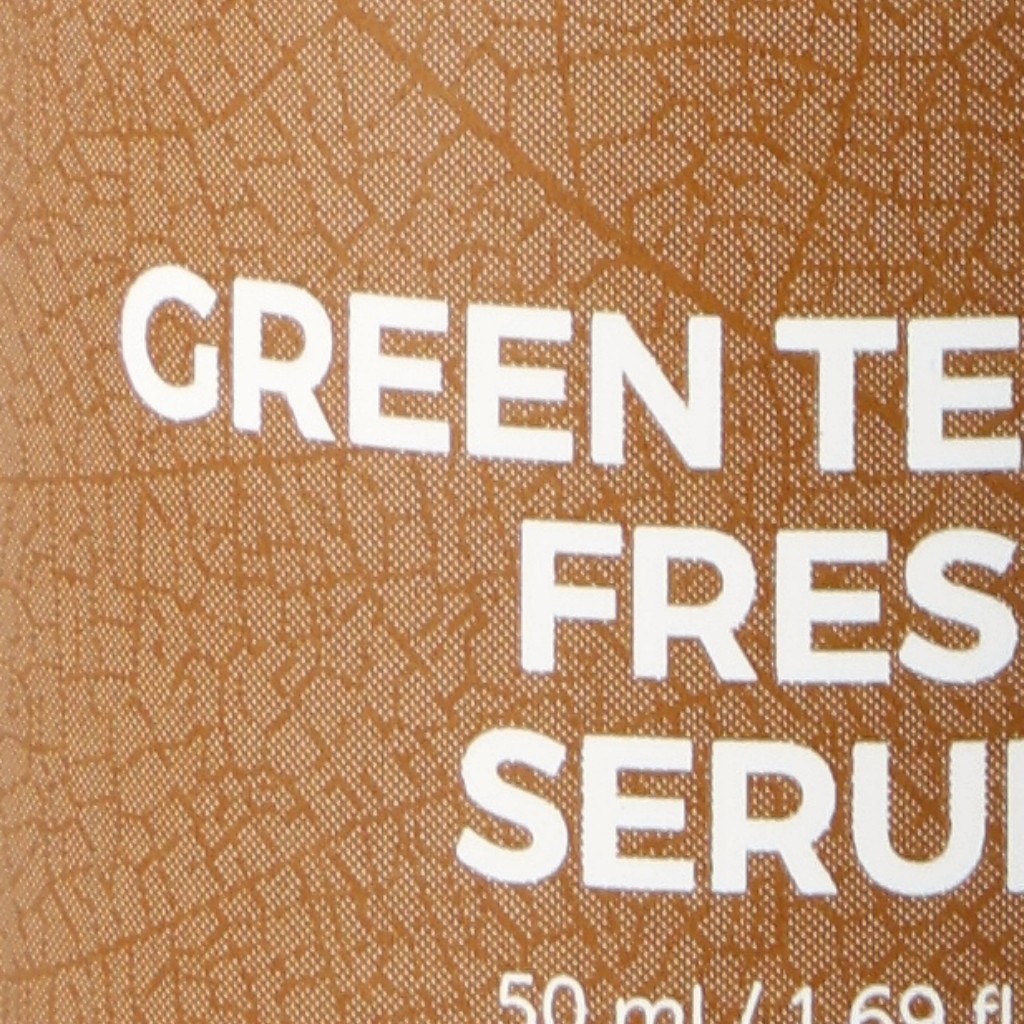 GREEN TE
FRES
SERU
50 ml / 1.69 fl